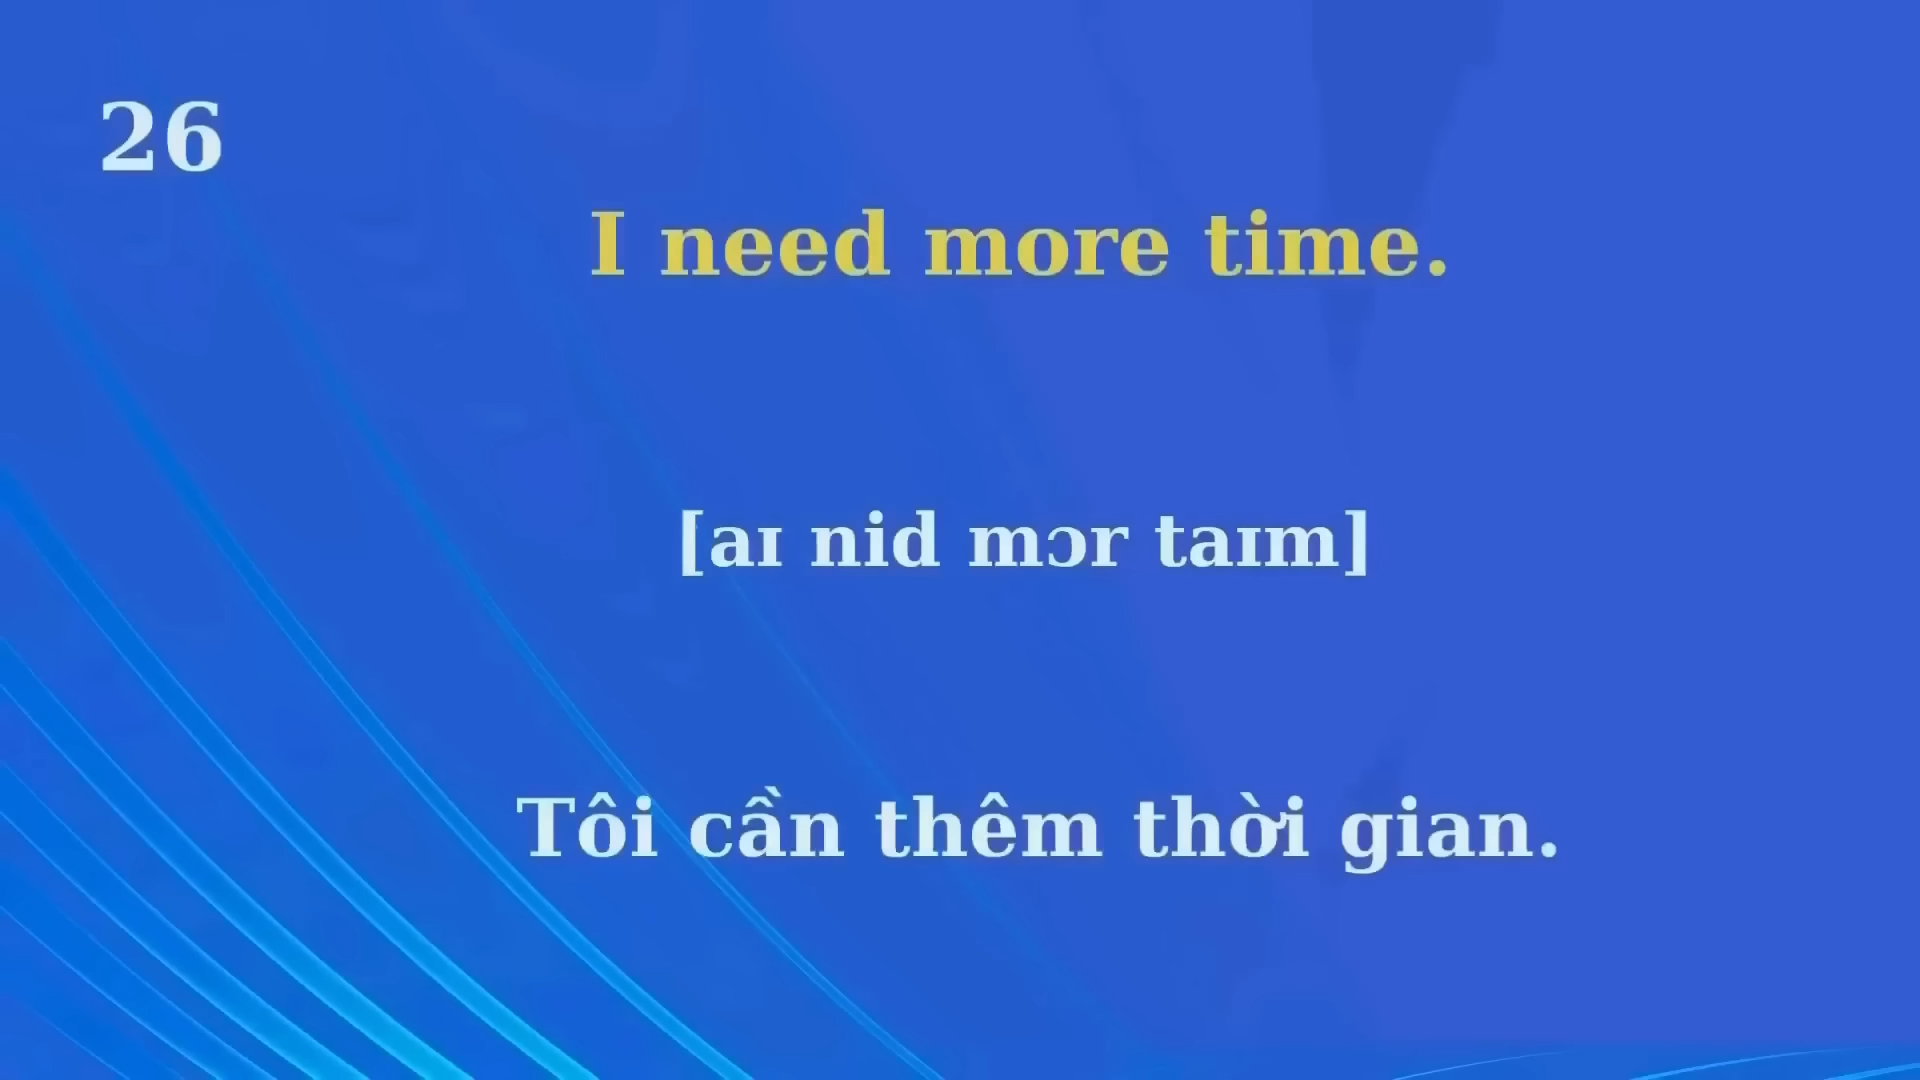 26
I need more time.
[aɪ nid mɔr taɪm]
Tôi cần thêm thời gian.